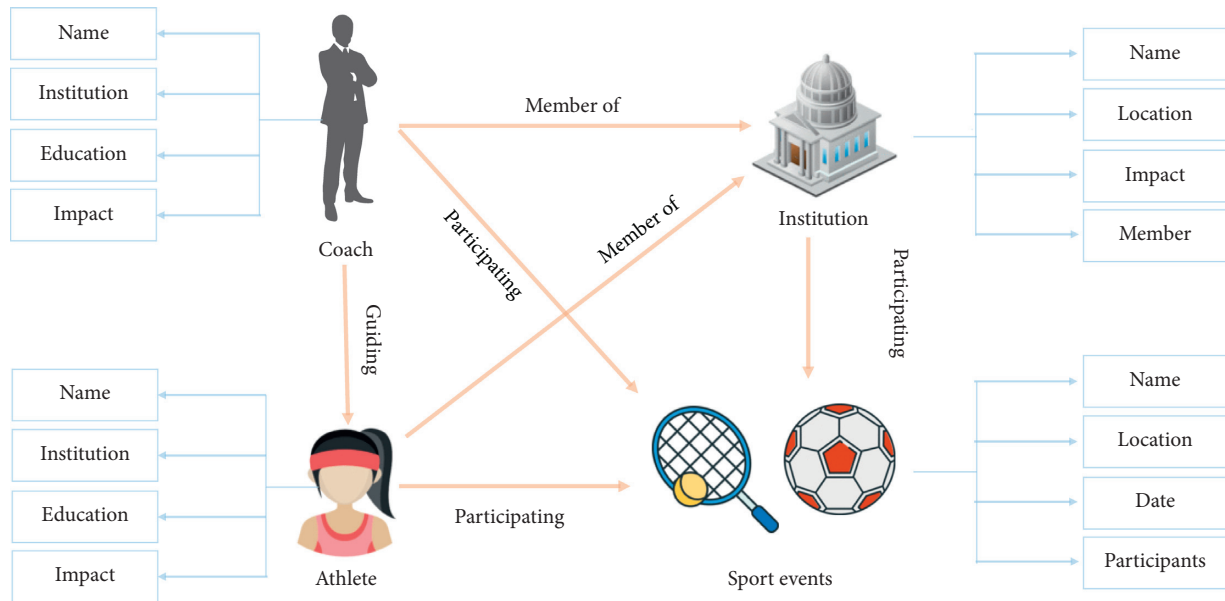 Name
Institution
Education
Impact
Coach
Member of
Institution
Name
Location
Impact
Member
Participating
Member of
Participating
Guiding
Name
Institution
Education
Impact
Athlete
Participating
Sport events
Name
Location
Date
Participants